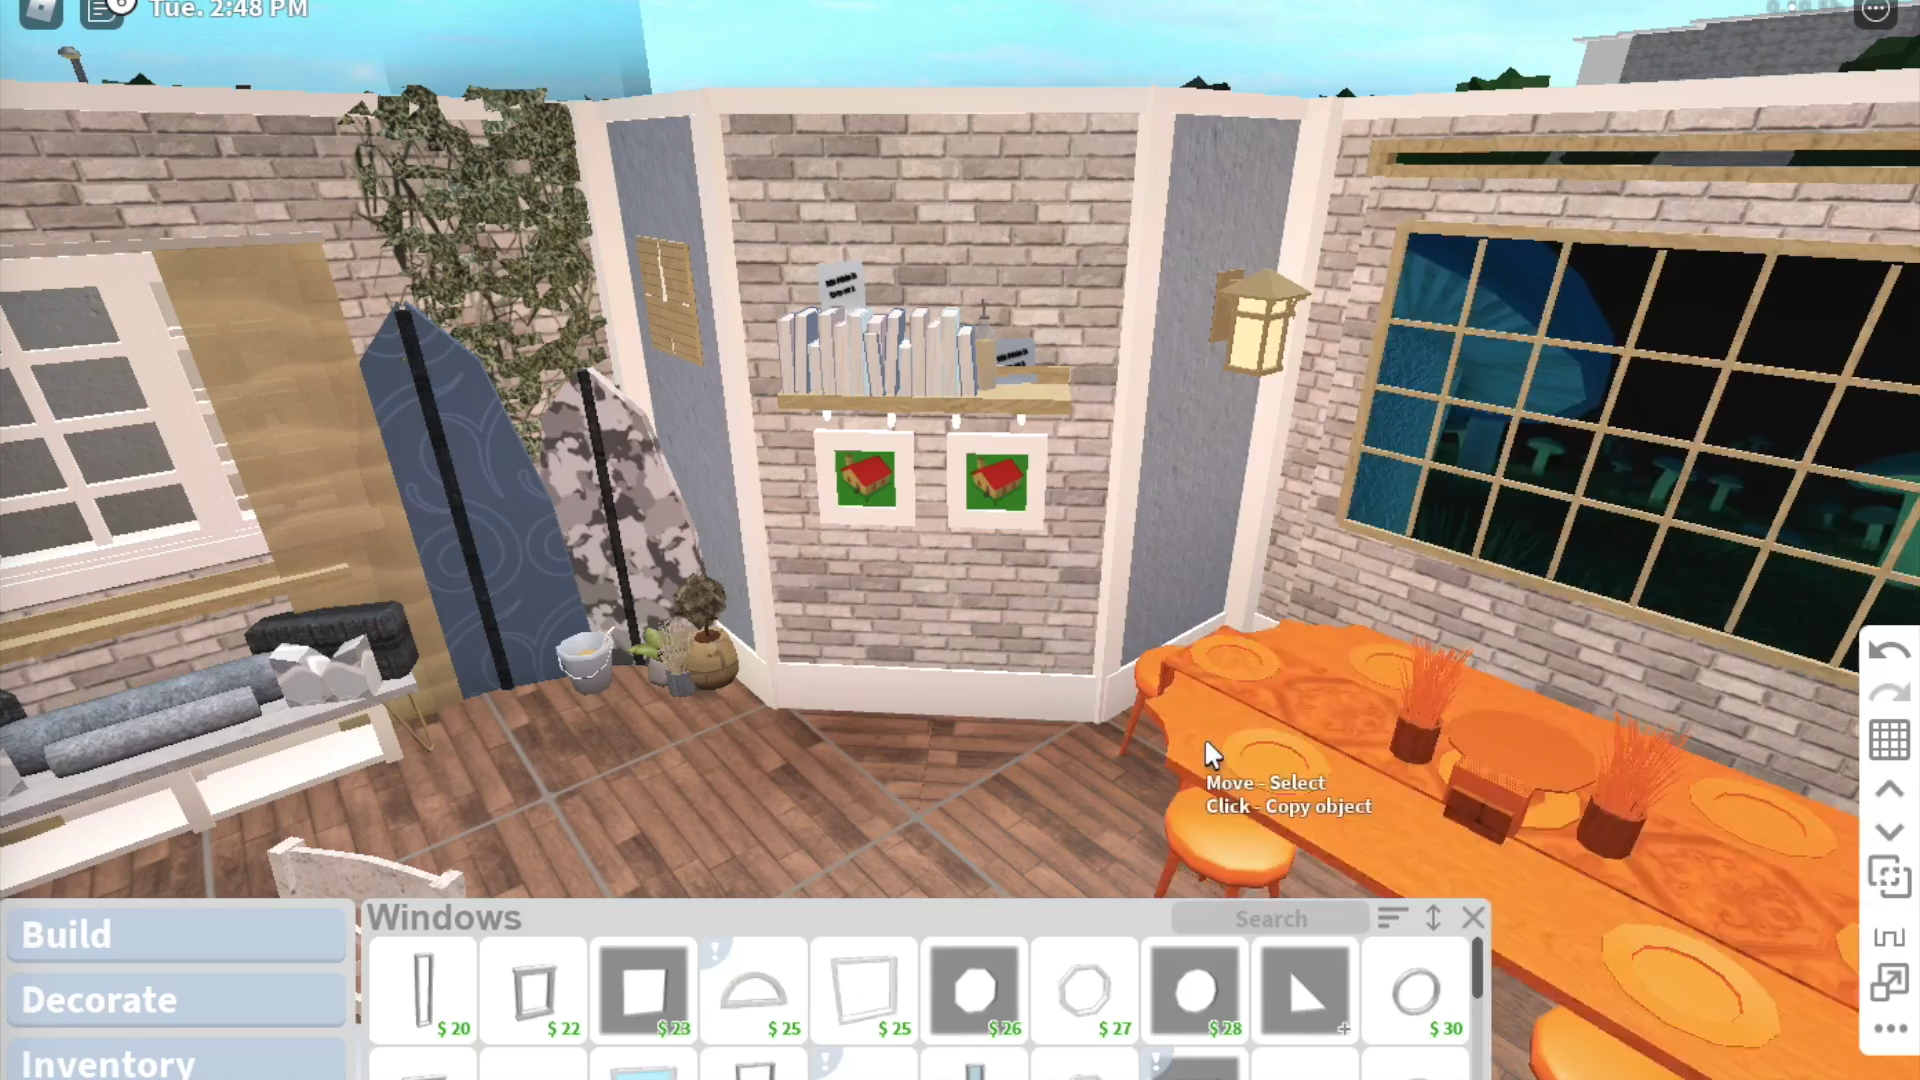 Tue. 2:48 PM
Move - Select
Click - Copy object
Build
Decorate
Inventory
Windows
Search
$ 20
$ 22
$ 23
$ 25
$ 25
$ 26
$ 27
$ 28
+
$ 30